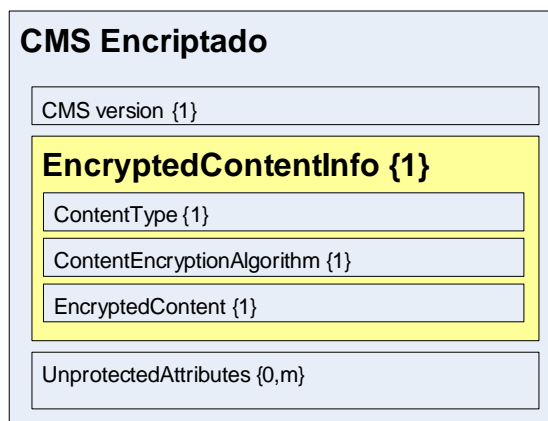 CMS Encriptado
CMS version {1}
EncryptedContentInfo {1}
ContentType {1}
ContentEncryptionAlgorithm {1}
EncryptedContent {1}
UnprotectedAttributes {0,m}